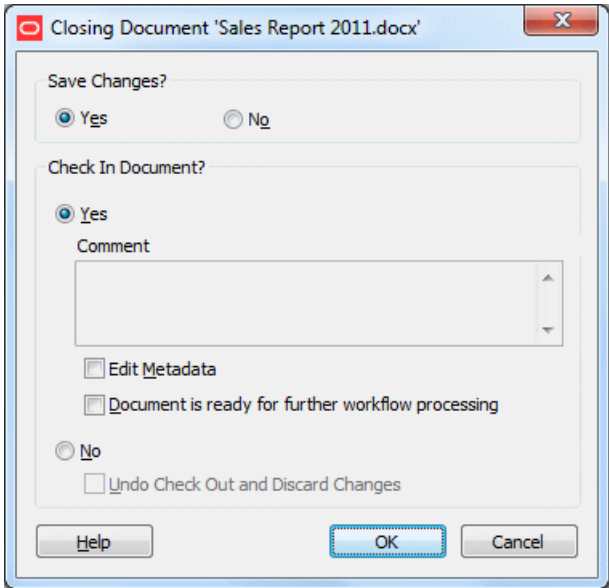 Closing Document 'Sales Report 2011.docx'
Save Changes?
Yes No
Check In Document?
Yes
Comment
Edit Metadata
Document is ready for further workflow processing
No
Undo Check Out and Discard Changes
Help OK Cancel